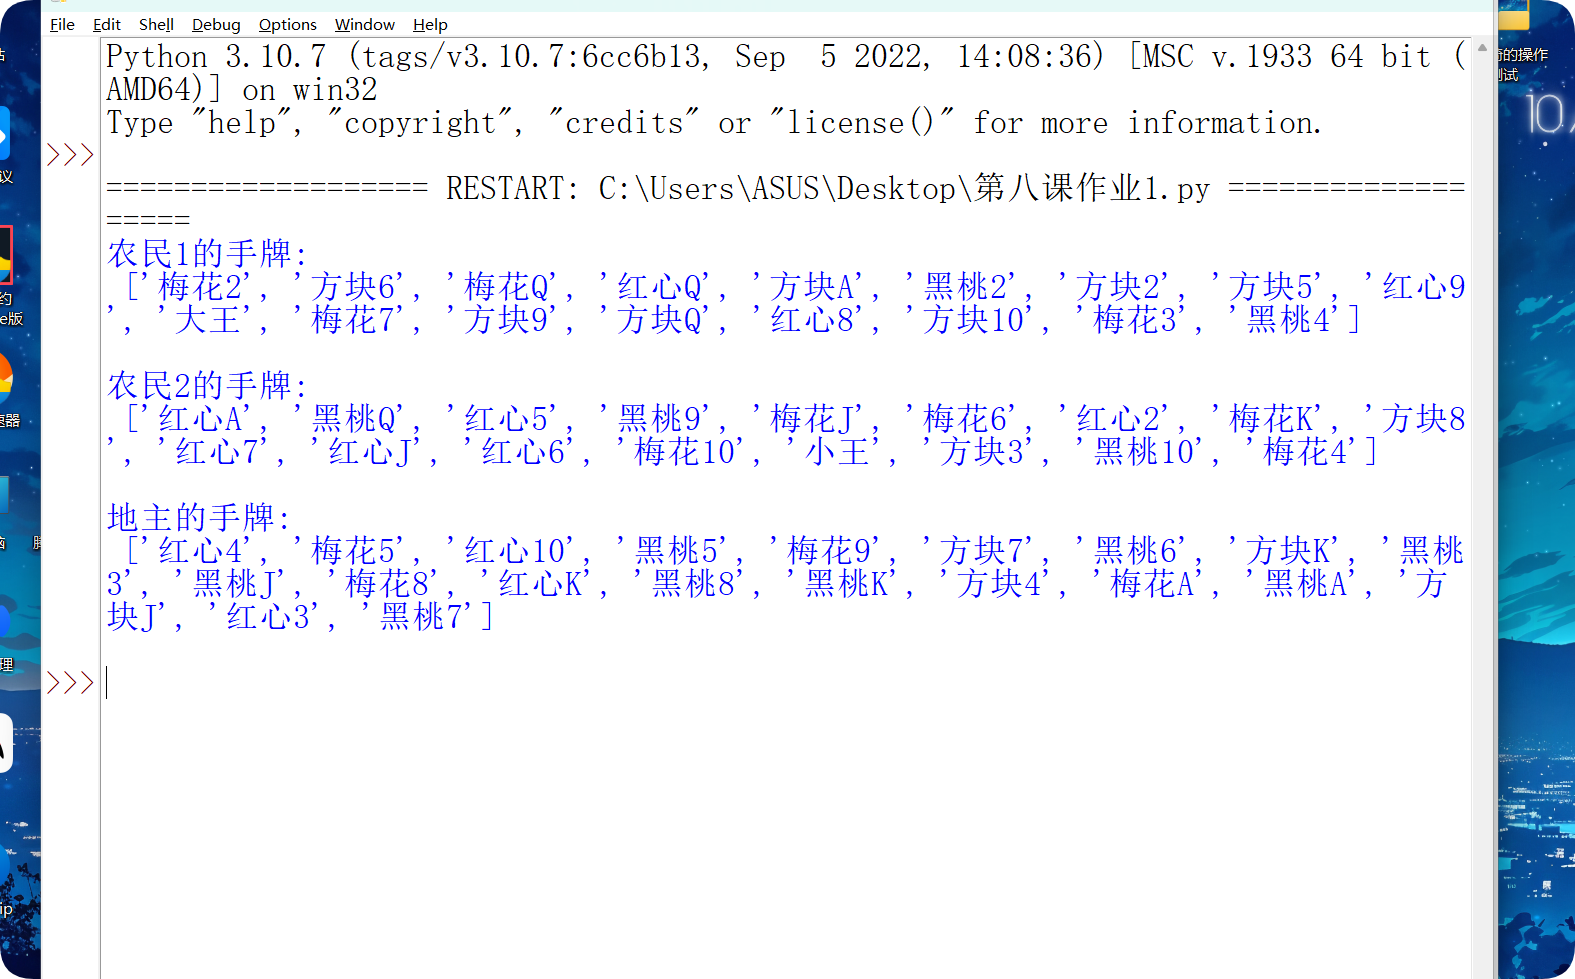 File Edit Shell Debug Options Window Help
Python 3.10.7 (tags/v3.10.7:6cc6b13, Sep  5 2022, 14:08:36) [MSC v.1933 64 bit (
AMD64)] on win32
Type "help", "copyright", "credits" or "license()" for more information.
>>>
=================== RESTART: C:\Users\ASUS\Desktop\第八课作业1.py ==============
=====
农民1的手牌:
['梅花2', '方块6', '梅花Q', '红心Q', '方块A', '黑桃2', '方块2', '方块5', '红心9
', '大王', '梅花7', '方块9', '方块Q', '红心8', '方块10', '梅花3', '黑桃4']
农民2的手牌:
['红心A', '黑桃Q', '红心5', '黑桃9', '梅花J', '梅花6', '红心2', '梅花K', '方块8
', '红心7', '红心J', '红心6', '梅花10', '小王', '方块3', '黑桃10', '梅花4']
地主的手牌:
['红心4', '梅花5', '红心10', '黑桃5', '梅花9', '方块7', '黑桃6', '方块K', '黑桃
3', '黑桃J', '梅花8', '红心K', '黑桃8', '黑桃K', '方块4', '梅花A', '黑桃A', '方
块J', '红心3', '黑桃7']
>>>
议
e版
理
ip
的操作
10